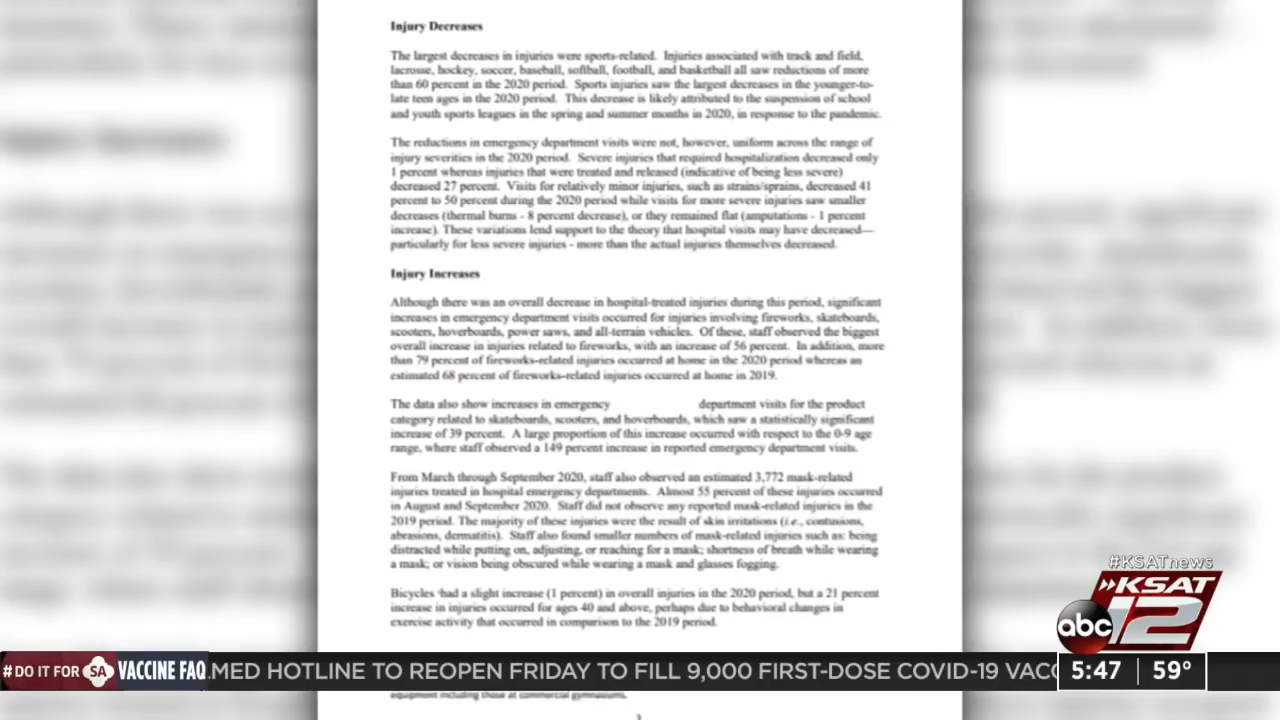 Injury Decreases
The largest decreases in injuries were sports-related. Injuries associated with track and field,
lacrosse, hockey, soccer, baseball, softball, football, and basketball all saw reductions of more
than 60 percent in the 2020 period. Sports injuries saw the largest decreases in the younger-to-
late teen ages in the 2020 period. This decrease is likely attributed to the suspension of school
and youth sports leagues in the spring and summer months in 2020, in response to the pandemic.
The reductions in emergency department visits were not, however, uniform across the range of
injury severities in the 2020 period. Severe injuries that required hospitalization decreased only
1 percent whereas injuries that were treated and released (indicative of being less severe)
decreased 27 percent. Visits for relatively minor injuries, such as strains/sprains, decreased 41
percent to 50 percent during the 2020 period while visits for more severe injuries saw smaller
decreases (thermal burns - 8 percent decrease), or they remained flat (amputations - 1 percent
increase). These variations lend support to the theory that hospital visits may have decreased—
particularly for less severe injuries - more than the actual injuries themselves decreased.
Injury Increases
Although there was an overall decrease in hospital-treated injuries during this period, significant
increases in emergency department visits occurred for injuries involving fireworks, skateboards,
scooters, hoverboards, power saws, and all-terrain vehicles. Of these, staff observed the biggest
overall increase in injuries related to fireworks, with an increase of 56 percent. In addition, more
than 79 percent of fireworks-related injuries occurred at home in the 2020 period whereas an
estimated 68 percent of fireworks-related injuries occurred at home in 2019.
The data also show increases in emergency department visits for the product
category related to skateboards, scooters, and hoverboards, which saw a statistically significant
increase of 39 percent. A large proportion of this increase occurred with respect to the 0-9 age
range, where staff observed a 149 percent increase in reported emergency department visits.
From March through September 2020, staff also observed an estimated 3,772 mask-related
injuries treated in hospital emergency departments. Almost 55 percent of these injuries occurred
in August and September 2020. Staff did not observe any reported mask-related injuries in the
2019 period. The majority of these injuries were the result of skin irritations (i.e., contusions,
abrasions, dermatitis). Staff also found smaller numbers of mask-related injuries such as: being
distracted while putting on, adjusting, or reaching for a mask; shortness of breath while wearing
a mask; or vision being obscured while wearing a mask and glasses fogging.
Bicycles had a slight increase (1 percent) in overall injuries in the 2020 period, but a 21 percent
increase in injuries occurred for ages 40 and above, perhaps due to behavioral changes in
exercise activity that occurred in comparison to the 2019 period.
#KSATnews
KSAT
abc 12
#DO IT FOR SA VACCINE FAQ .MED HOTLINE TO REOPEN FRIDAY TO FILL 9,000 FIRST-DOSE COVID-19 VACC 5:47 59°
equipment including those at commercial gymnasiums.